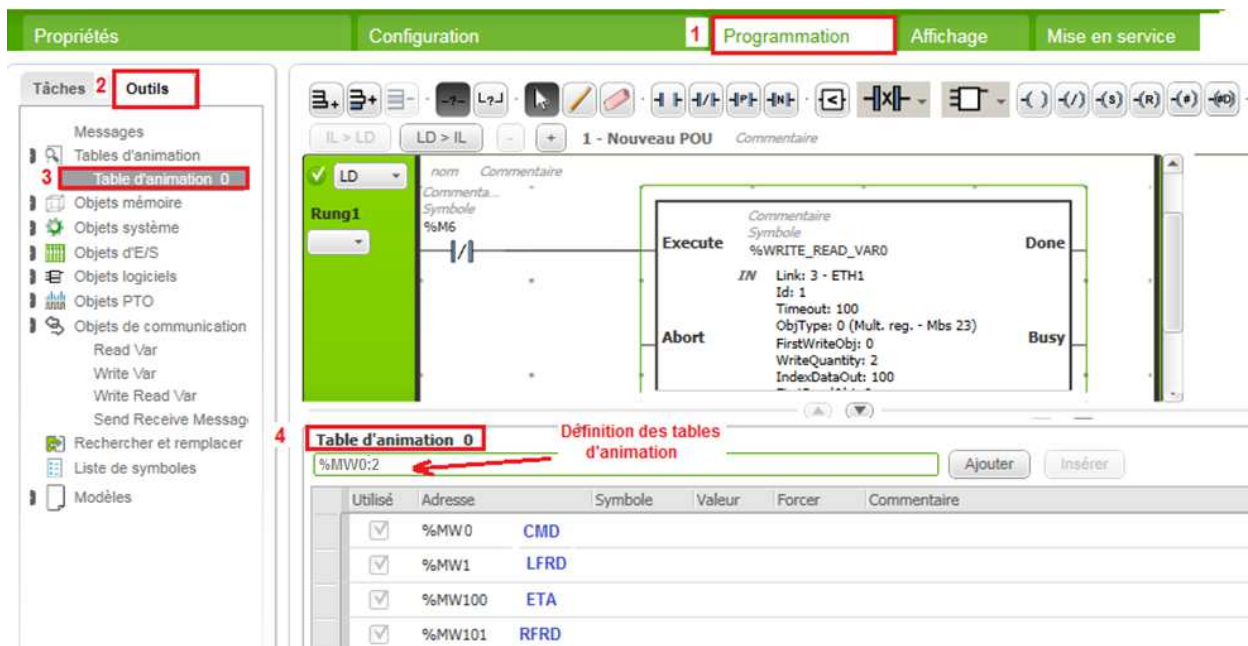 Propriétés Configuration 1 Programmation Affichage Mise en service
Tâches 2 Outils
Messages
Tables d'animation
3 Table d'animation 0
Objets mémoire
Objets système
Objets d'E/S
Objets logiciels
Objets PTO
Objets de communication
Read Var
Write Var
Write Read Var
Send Receive Messag
Rechercher et remplacer
Liste de symboles
Modèles
IL > LD LD > IL - + 1 - Nouveau POU Commentaire
LD
Rung1
nom Commentaire
Commenta...
Symbole
%M6
Commentaire
Symbole
%WRITE_READ_VAR0
Execute Done
IN Link: 3 - ETH1
Id: 1
Timeout: 100
ObjType: 0 (Mult. reg. - Mbs 23)
Abort Busy
FirstWriteObj: 0
WriteQuantity: 2
IndexDataOut: 100
4 Table d'animation 0
Définition des tables
d'animation
%MW0:2
Ajouter Insérer
Utilisé Adresse Symbole Valeur Forcer Commentaire
%MW0 CMD
%MW1 LFRD
%MW100 ETA
%MW101 RFRD